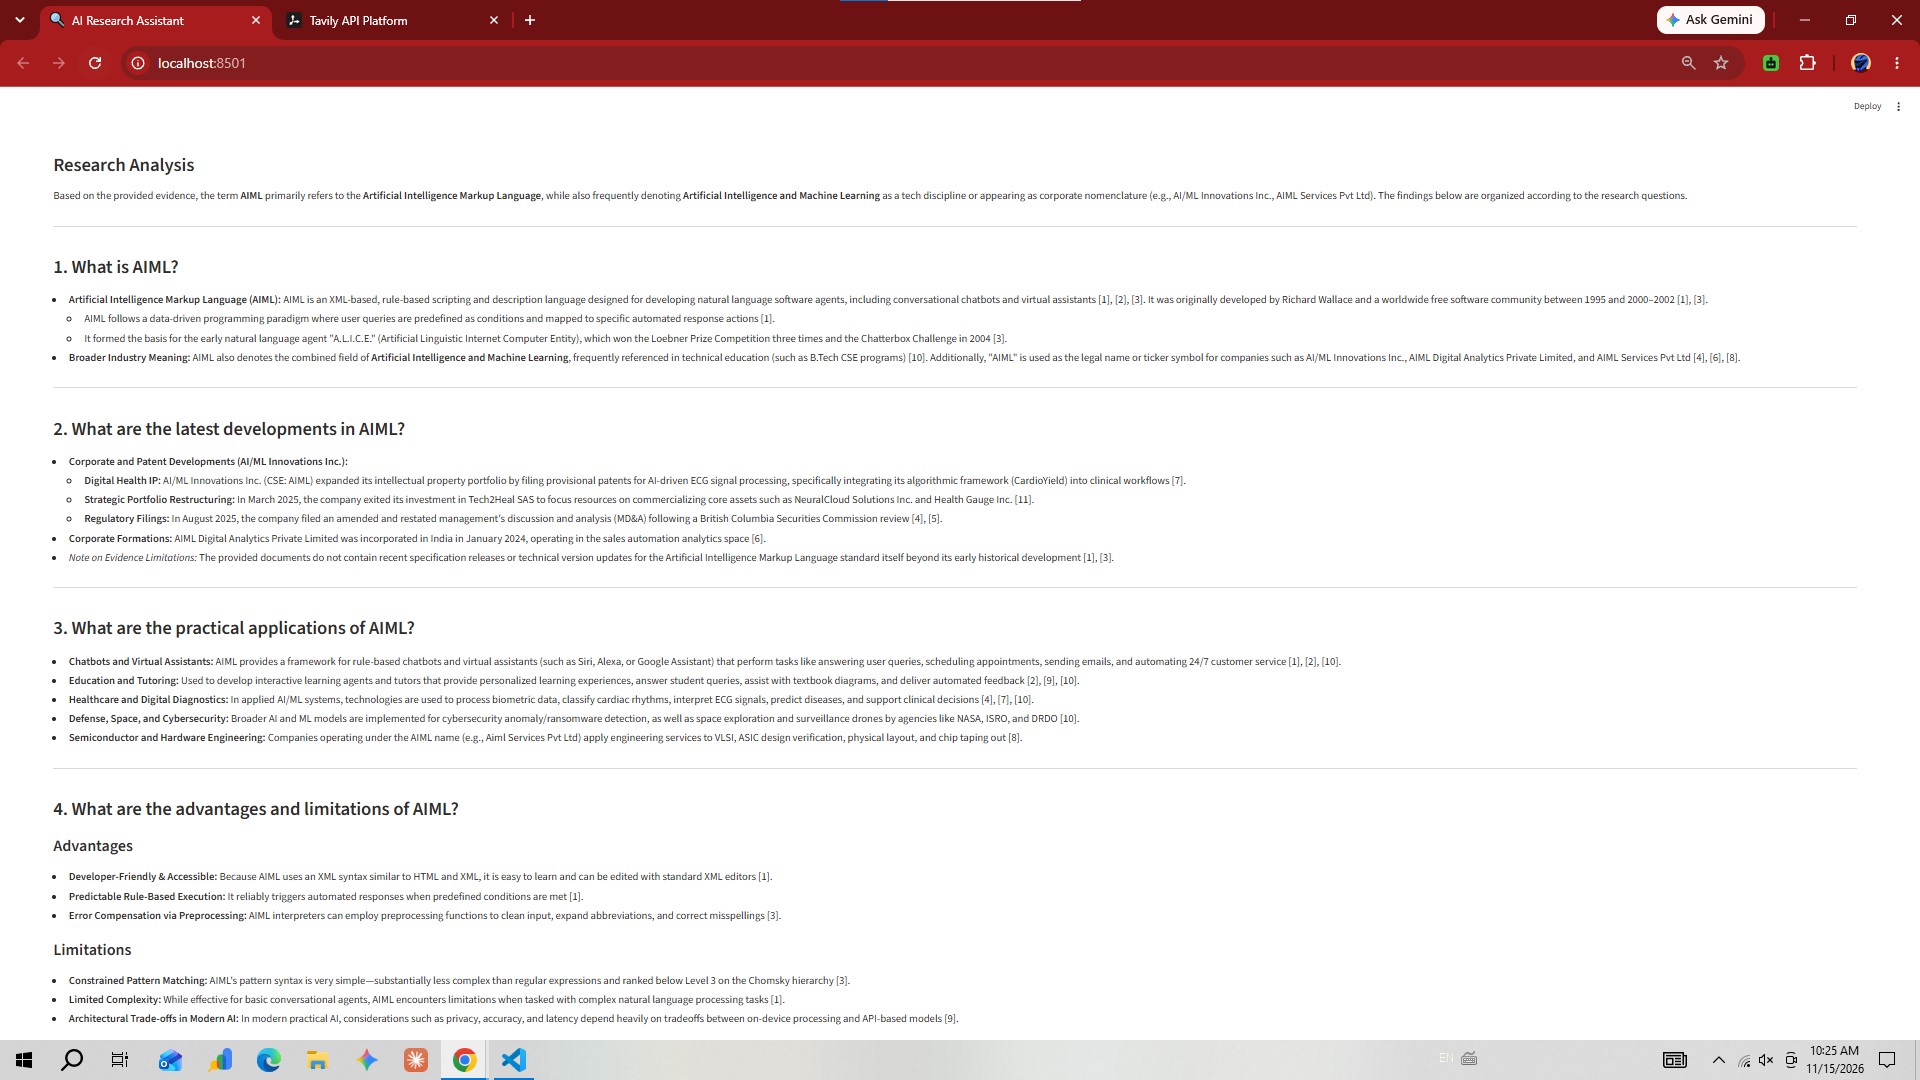 AI Research Assistant
Tavily API Platform
Ask Gemini
localhost:8501
Deploy
Research Analysis
Based on the provided evidence, the term AIML primarily refers to the Artificial Intelligence Markup Language, while also frequently denoting Artificial Intelligence and Machine Learning as a tech discipline or appearing as corporate nomenclature (e.g., AI/ML Innovations Inc., AIML Services Pvt Ltd). The findings below are organized according to the research questions.
1. What is AIML?
Artificial Intelligence Markup Language (AIML): AIML is an XML-based, rule-based scripting and description language designed for developing natural language software agents, including conversational chatbots and virtual assistants [1], [2], [3]. It was originally developed by Richard Wallace and a worldwide free software community between 1995 and 2000–2002 [1], [3].
AIML follows a data-driven programming paradigm where user queries are predefined as conditions and mapped to specific automated response actions [1].
It formed the basis for the early natural language agent "A.L.I.C.E." (Artificial Linguistic Internet Computer Entity), which won the Loebner Prize Competition three times and the Chatterbox Challenge in 2004 [3].
Broader Industry Meaning: AIML also denotes the combined field of Artificial Intelligence and Machine Learning, frequently referenced in technical education (such as B.Tech CSE programs) [10]. Additionally, "AIML" is used as the legal name or ticker symbol for companies such as AI/ML Innovations Inc., AIML Digital Analytics Private Limited, and AIML Services Pvt Ltd [4], [6], [8].
2. What are the latest developments in AIML?
Corporate and Patent Developments (AI/ML Innovations Inc.):
Digital Health IP: AI/ML Innovations Inc. (CSE: AIML) expanded its intellectual property portfolio by filing provisional patents for AI-driven ECG signal processing, specifically integrating its algorithmic framework (CardioYield) into clinical workflows [7].
Strategic Portfolio Restructuring: In March 2025, the company exited its investment in Tech2Heal SAS to focus resources on commercializing core assets such as NeuralCloud Solutions Inc. and Health Gauge Inc. [11].
Regulatory Filings: In August 2025, the company filed an amended and restated management's discussion and analysis (MD&A) following a British Columbia Securities Commission review [4], [5].
Corporate Formations: AIML Digital Analytics Private Limited was incorporated in India in January 2024, operating in the sales automation analytics space [6].
Note on Evidence Limitations: The provided documents do not contain recent specification releases or technical version updates for the Artificial Intelligence Markup Language standard itself beyond its early historical development [1], [3].
3. What are the practical applications of AIML?
Chatbots and Virtual Assistants: AIML provides a framework for rule-based chatbots and virtual assistants (such as Siri, Alexa, or Google Assistant) that perform tasks like answering user queries, scheduling appointments, sending emails, and automating 24/7 customer service [1], [2], [10].
Education and Tutoring: Used to develop interactive learning agents and tutors that provide personalized learning experiences, answer student queries, assist with textbook diagrams, and deliver automated feedback [2], [9], [10].
Healthcare and Digital Diagnostics: In applied AI/ML systems, technologies are used to process biometric data, classify cardiac rhythms, interpret ECG signals, predict diseases, and support clinical decisions [4], [7], [10].
Defense, Space, and Cybersecurity: Broader AI and ML models are implemented for cybersecurity anomaly/ransomware detection, as well as space exploration and surveillance drones by agencies like NASA, ISRO, and DRDO [10].
Semiconductor and Hardware Engineering: Companies operating under the AIML name (e.g., Aiml Services Pvt Ltd) apply engineering services to VLSI, ASIC design verification, physical layout, and chip taping out [8].
4. What are the advantages and limitations of AIML?
Advantages
Developer-Friendly & Accessible: Because AIML uses an XML syntax similar to HTML and XML, it is easy to learn and can be edited with standard XML editors [1].
Predictable Rule-Based Execution: It reliably triggers automated responses when predefined conditions are met [1].
Error Compensation via Preprocessing: AIML interpreters can employ preprocessing functions to clean input, expand abbreviations, and correct misspellings [3].
Limitations
Constrained Pattern Matching: AIML's pattern syntax is very simple—substantially less complex than regular expressions and ranked below Level 3 on the Chomsky hierarchy [3].
Limited Complexity: While effective for basic conversational agents, AIML encounters limitations when tasked with complex natural language processing tasks [1].
Architectural Trade-offs in Modern AI: In modern practical AI, considerations such as privacy, accuracy, and latency depend heavily on tradeoffs between on-device processing and API-based models [9].
EN
10:25 AM
11/15/2026